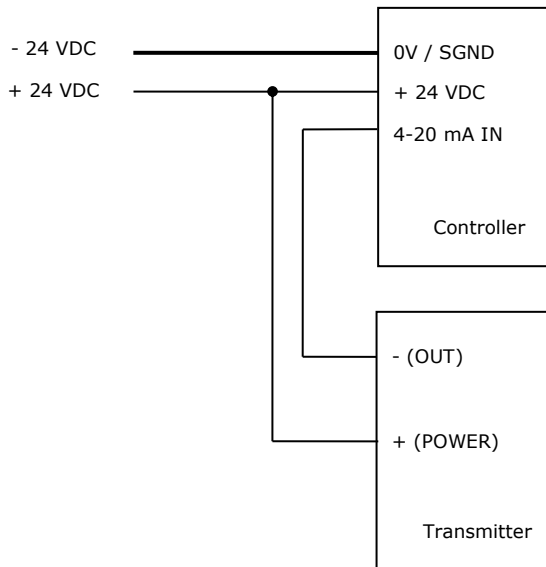 - 24 VDC
0V / SGND
+ 24 VDC
+ 24 VDC
4-20 mA IN
Controller
- (OUT)
+ (POWER)
Transmitter